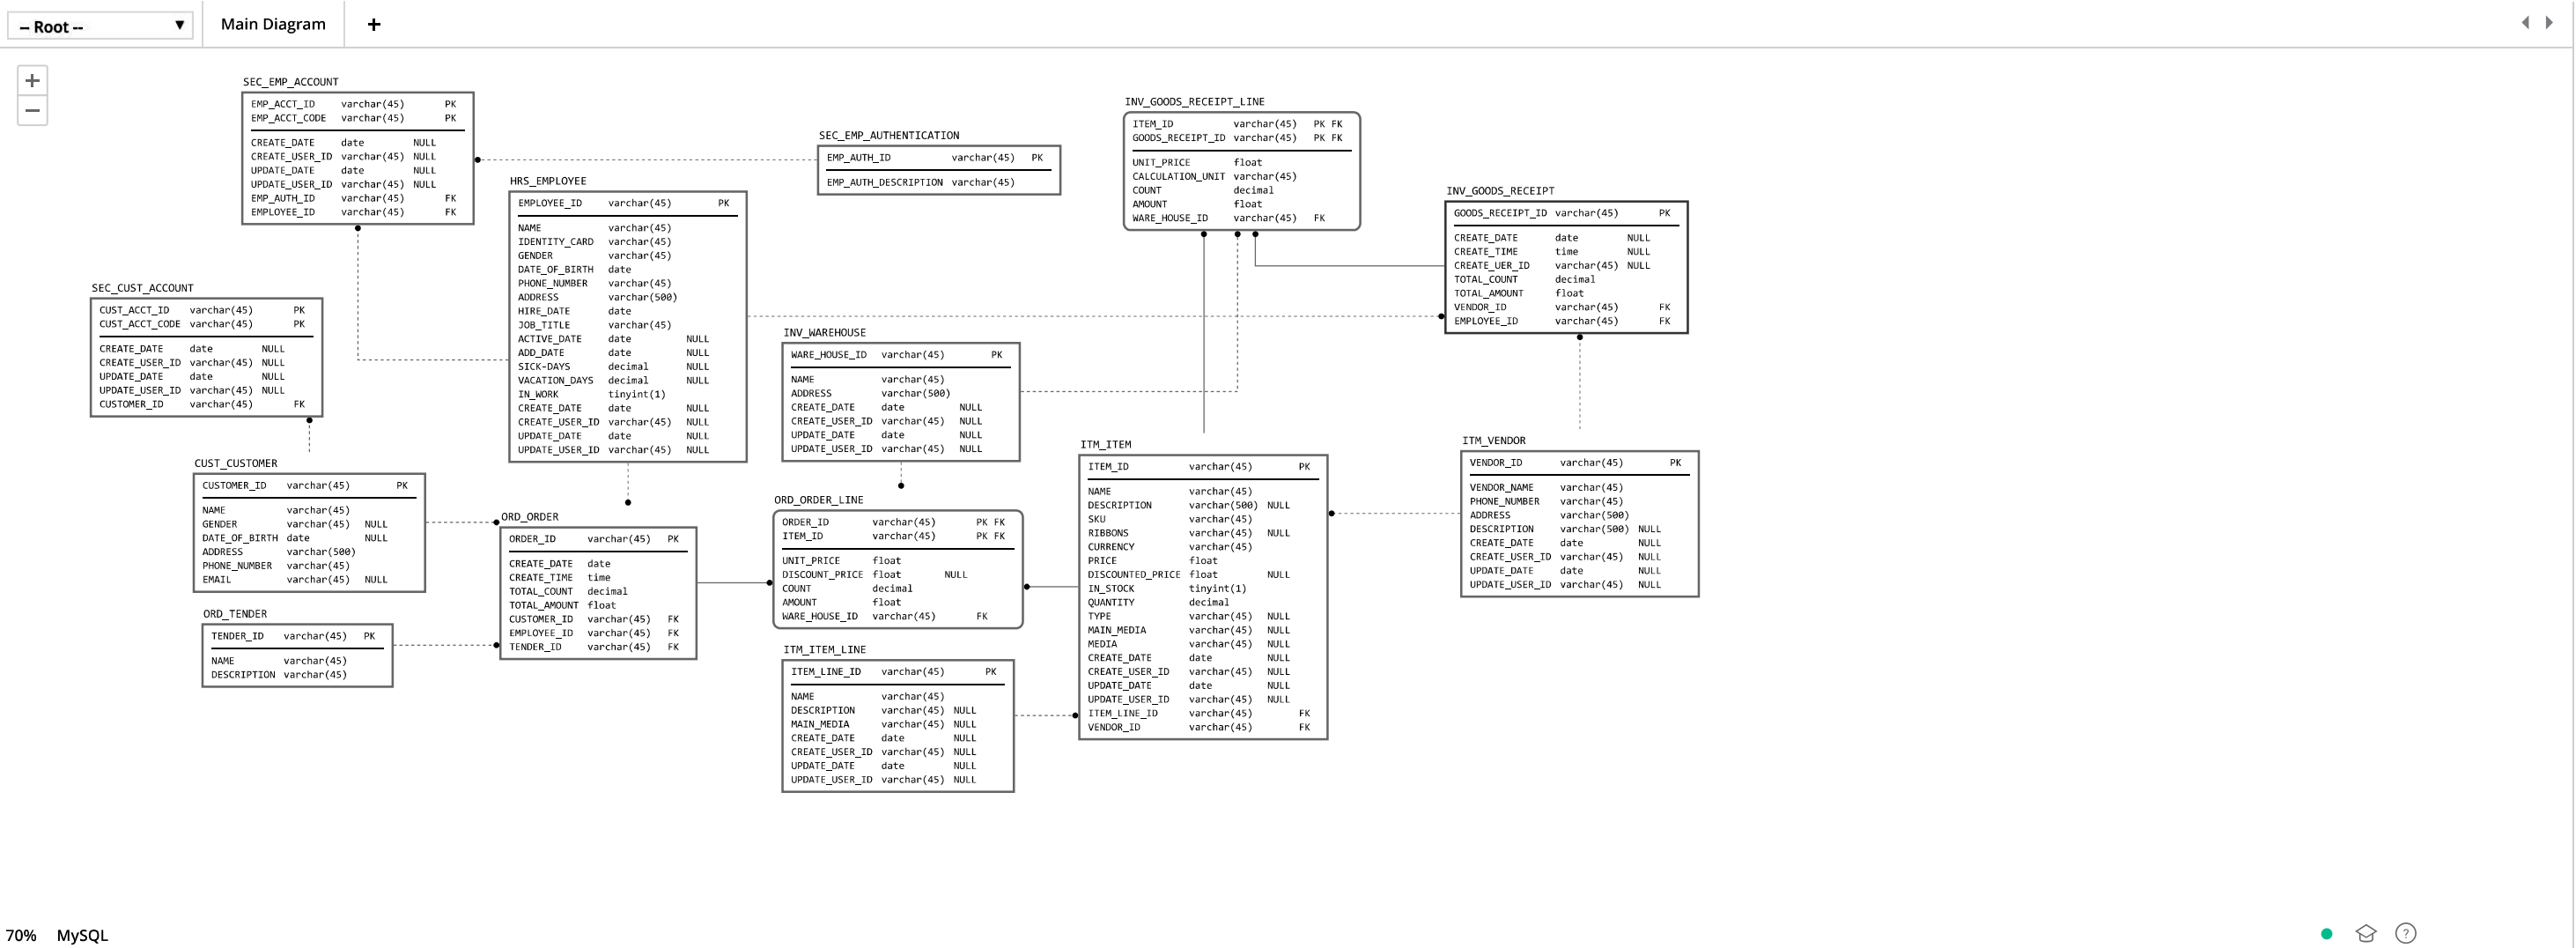 -- Root -- ▼ Main Diagram +
+
−
SEC_EMP_ACCOUNT
EMP_ACCT_ID varchar(45) PK
EMP_ACCT_CODE varchar(45) PK
CREATE_DATE date NULL
CREATE_USER_ID varchar(45) NULL
UPDATE_DATE date NULL
UPDATE_USER_ID varchar(45) NULL
EMP_AUTH_ID varchar(45) FK
EMPLOYEE_ID varchar(45) FK
SEC_EMP_AUTHENTICATION
EMP_AUTH_ID varchar(45) PK
EMP_AUTH_DESCRIPTION varchar(45)
INV_GOODS_RECEIPT_LINE
ITEM_ID varchar(45) PK FK
GOODS_RECEIPT_ID varchar(45) PK FK
UNIT_PRICE float
CALCULATION_UNIT varchar(45)
COUNT decimal
AMOUNT float
WARE_HOUSE_ID varchar(45) FK
HRS_EMPLOYEE
EMPLOYEE_ID varchar(45) PK
NAME varchar(45)
IDENTITY_CARD varchar(45)
GENDER varchar(45)
DATE_OF_BIRTH date
PHONE_NUMBER varchar(45)
ADDRESS varchar(500)
HIRE_DATE date
JOB_TITLE varchar(45)
ACTIVE_DATE date NULL
ADD_DATE date NULL
SICK-DAYS decimal NULL
VACATION_DAYS decimal NULL
IN_WORK tinyint(1)
CREATE_DATE date NULL
CREATE_USER_ID varchar(45) NULL
UPDATE_DATE date NULL
UPDATE_USER_ID varchar(45) NULL
INV_GOODS_RECEIPT
GOODS_RECEIPT_ID varchar(45) PK
CREATE_DATE date NULL
CREATE_TIME time NULL
CREATE_UER_ID varchar(45) NULL
TOTAL_COUNT decimal
TOTAL_AMOUNT float
VENDOR_ID varchar(45) FK
EMPLOYEE_ID varchar(45) FK
SEC_CUST_ACCOUNT
CUST_ACCT_ID varchar(45) PK
CUST_ACCT_CODE varchar(45) PK
CREATE_DATE date NULL
CREATE_USER_ID varchar(45) NULL
UPDATE_DATE date NULL
UPDATE_USER_ID varchar(45) NULL
CUSTOMER_ID varchar(45) FK
INV_WAREHOUSE
WARE_HOUSE_ID varchar(45) PK
NAME varchar(45)
ADDRESS varchar(500)
CREATE_DATE date NULL
CREATE_USER_ID varchar(45) NULL
UPDATE_DATE date NULL
UPDATE_USER_ID varchar(45) NULL
CUST_CUSTOMER
CUSTOMER_ID varchar(45) PK
NAME varchar(45)
GENDER varchar(45) NULL
DATE_OF_BIRTH date NULL
ADDRESS varchar(500)
PHONE_NUMBER varchar(45)
EMAIL varchar(45) NULL
ORD_ORDER
ORDER_ID varchar(45) PK
CREATE_DATE date
CREATE_TIME time
TOTAL_COUNT decimal
TOTAL_AMOUNT float
CUSTOMER_ID varchar(45) FK
EMPLOYEE_ID varchar(45) FK
TENDER_ID varchar(45) FK
ORD_ORDER_LINE
ORDER_ID varchar(45) PK FK
ITEM_ID varchar(45) PK FK
UNIT_PRICE float
DISCOUNT_PRICE float NULL
COUNT decimal
AMOUNT float
WARE_HOUSE_ID varchar(45) FK
ITM_ITEM
ITEM_ID varchar(45) PK
NAME varchar(45)
DESCRIPTION varchar(500) NULL
SKU varchar(45)
RIBBONS varchar(45) NULL
CURRENCY varchar(45)
PRICE float
DISCOUNTED_PRICE float NULL
IN_STOCK tinyint(1)
QUANTITY decimal
TYPE varchar(45) NULL
MAIN_MEDIA varchar(45) NULL
MEDIA varchar(45) NULL
CREATE_DATE date NULL
CREATE_USER_ID varchar(45) NULL
UPDATE_DATE date NULL
UPDATE_USER_ID varchar(45) NULL
ITEM_LINE_ID varchar(45) FK
VENDOR_ID varchar(45) FK
ITM_VENDOR
VENDOR_ID varchar(45) PK
VENDOR_NAME varchar(45)
PHONE_NUMBER varchar(45)
ADDRESS varchar(500)
DESCRIPTION varchar(500) NULL
CREATE_DATE date NULL
CREATE_USER_ID varchar(45) NULL
UPDATE_DATE date NULL
UPDATE_USER_ID varchar(45) NULL
ORD_TENDER
TENDER_ID varchar(45) PK
NAME varchar(45)
DESCRIPTION varchar(45)
ITM_ITEM_LINE
ITEM_LINE_ID varchar(45) PK
NAME varchar(45)
DESCRIPTION varchar(45) NULL
MAIN_MEDIA varchar(45) NULL
CREATE_DATE date NULL
CREATE_USER_ID varchar(45) NULL
UPDATE_DATE date NULL
UPDATE_USER_ID varchar(45) NULL
70% MySQL ?